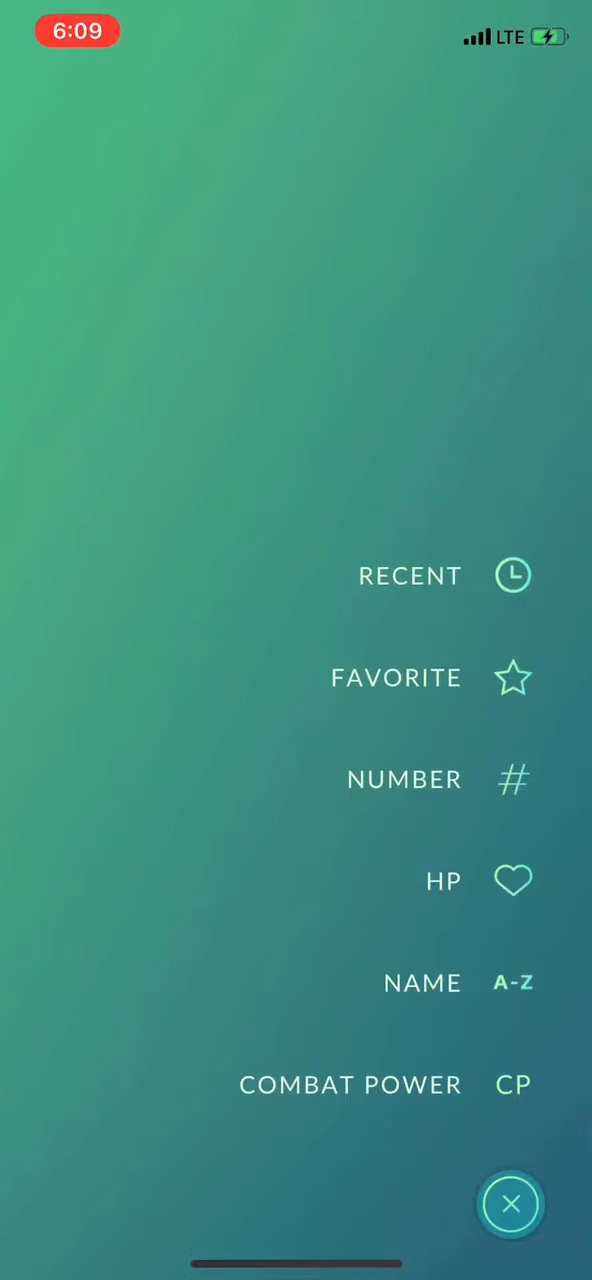 6:09 LTE
RECENT
FAVORITE
NUMBER #
HP
NAME A-Z
COMBAT POWER CP